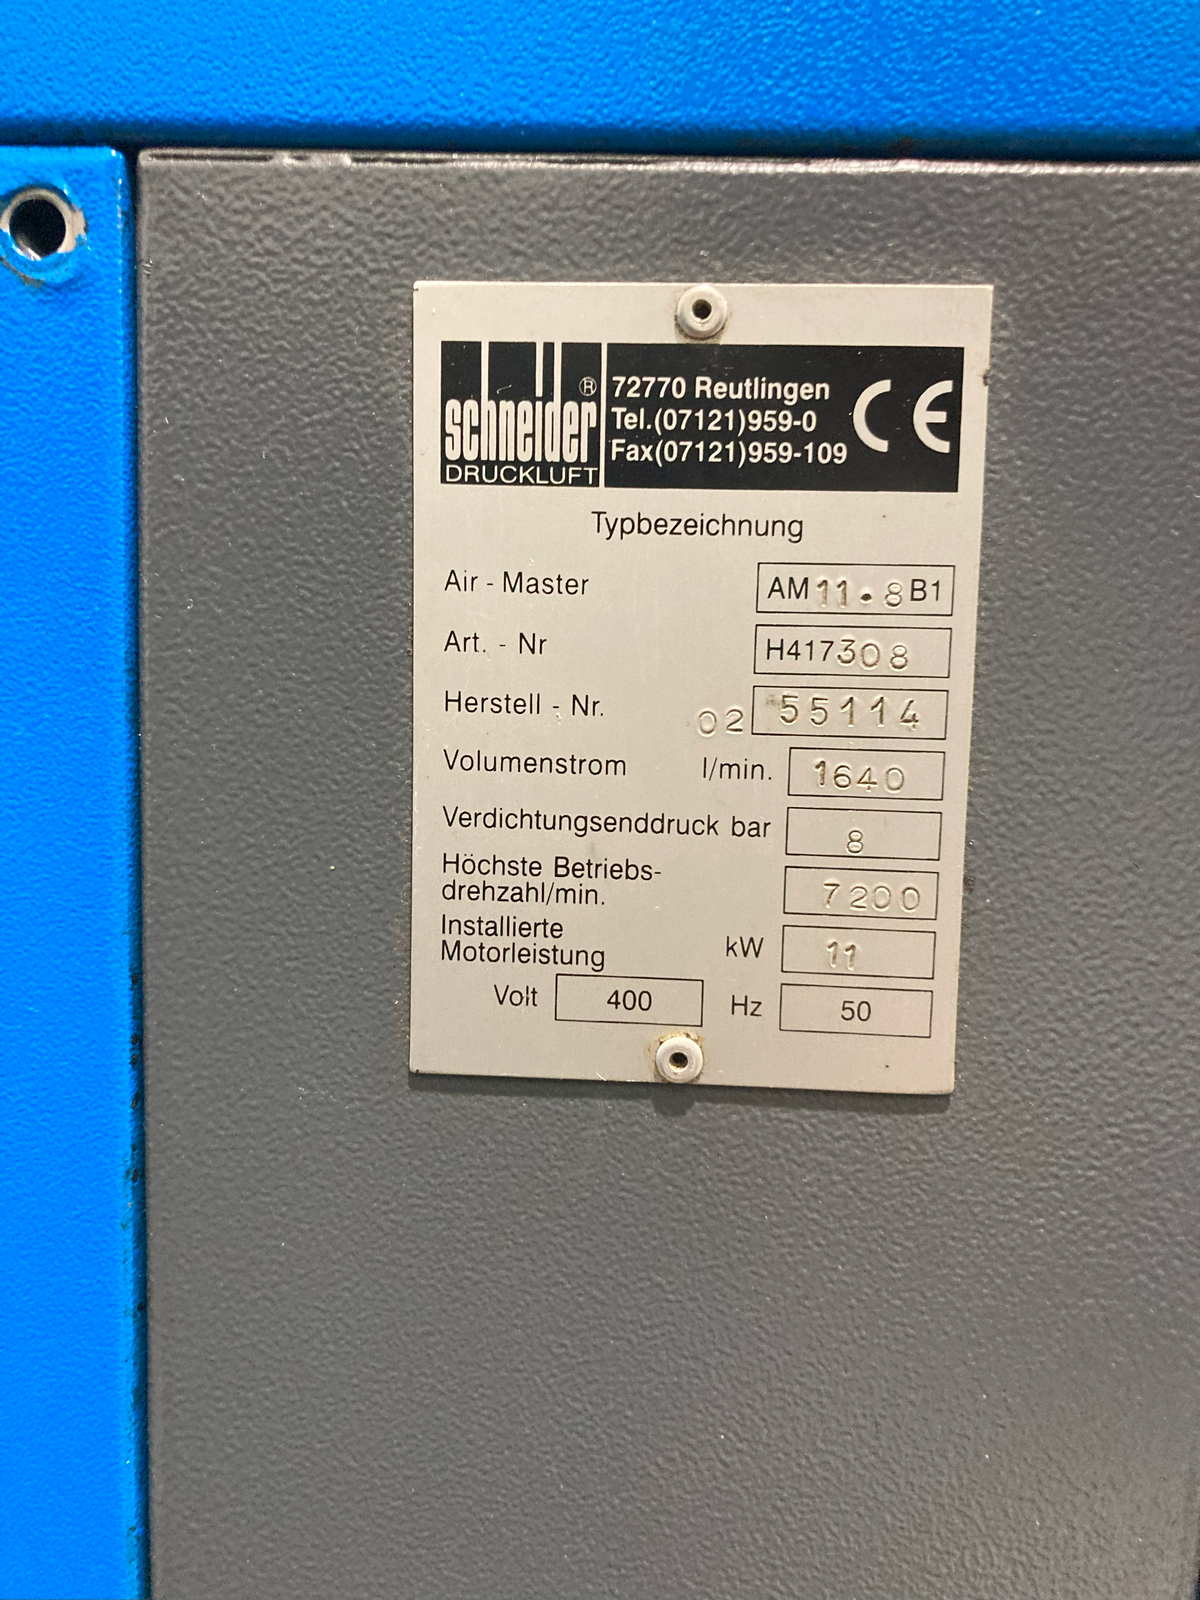 schneider®
DRUCKLUFT
72770 Reutlingen
Tel.(07121)959-0
Fax(07121)959-109
CE
Typbezeichnung
Air - Master AM 11.8 B1
Art. - Nr H417308
Herstell - Nr. 02 55114
Volumenstrom l/min. 1640
Verdichtungsenddruck bar 8
Höchste Betriebs-
drehzahl/min. 7200
Installierte
Motorleistung kW 11
Volt 400 Hz 50